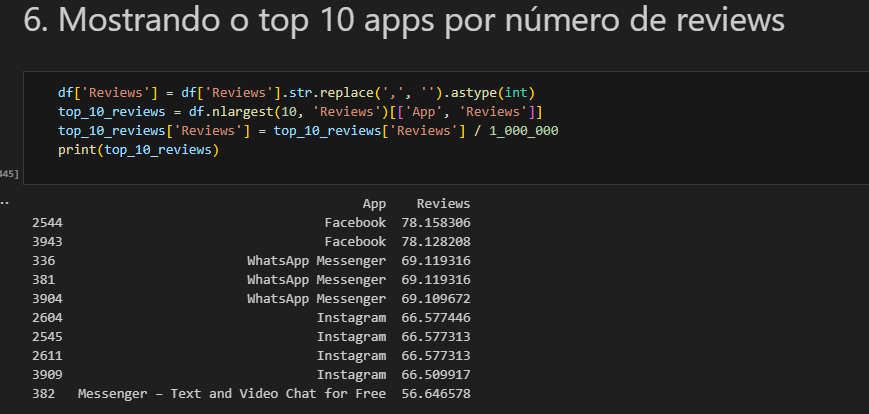 6. Mostrando o top 10 apps por número de reviews
df['Reviews'] = df['Reviews'].str.replace(',', '').astype(int)
top_10_reviews = df.nlargest(10, 'Reviews')[['App', 'Reviews']]
top_10_reviews['Reviews'] = top_10_reviews['Reviews'] / 1_000_000
print(top_10_reviews)
445]
..
App Reviews
2544 Facebook 78.158306
3943 Facebook 78.128208
336 WhatsApp Messenger 69.119316
381 WhatsApp Messenger 69.119316
3904 WhatsApp Messenger 69.109672
2604 Instagram 66.577446
2545 Instagram 66.577313
2611 Instagram 66.577313
3909 Instagram 66.509917
382 Messenger – Text and Video Chat for Free 56.646578